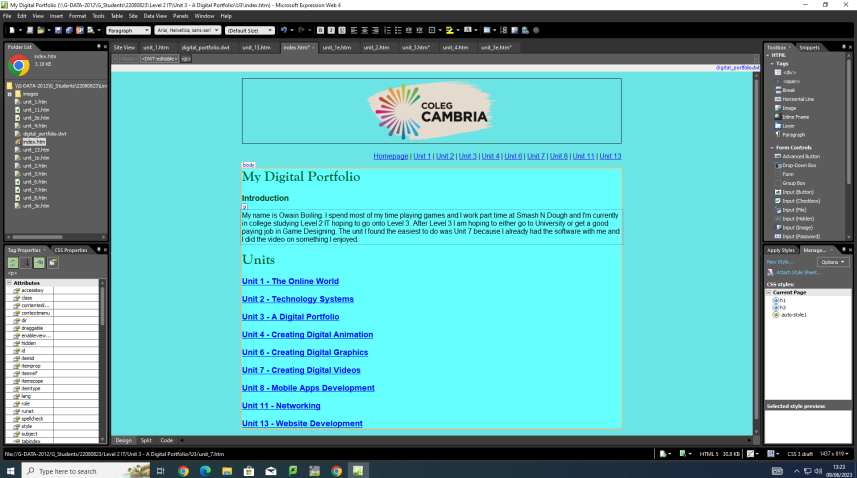 My Digital Portfolio (\\G-DATA-2012\G_Students\22080823\Level 2 IT\Unit 3 - A Digital Portfolio\U3\index.htm) - Microsoft Expression Web 4
File Edit View Insert Format Tools Table Site Data View Panels Window Help
Paragraph Arial, Helvetica, sans-serif (Default Size) B I U
Folder List
index.htm
3.18 KB
Site View unit_1.htm digital_portfolio.dwt unit_13.htm index.htm* unit_1e.htm unit_2.htm unit_3.htm* unit_4.htm unit_3e.htm*
<body> <DWT:editable> <p>
digital_portfolio.dwt
images
unit_1.htm
unit_11.htm
unit_2e.htm
unit_4.htm
digital_portfolio.dwt
index.htm
unit_13.htm
unit_1e.htm
unit_2.htm
unit_3.htm
unit_6.htm
unit_7.htm
unit_8.htm
unit_3e.htm
Tag Properties CSS Properties
<p>
Attributes
accesskey
class
contentedi...
contextmenu
dir
draggable
enableview...
hidden
id
itemid
itemprop
itemref
itemscope
itemtype
lang
role
runat
spellcheck
style
subject
tabindex
COLEG
CAMBRIA
Homepage | Unit 1 | Unit 2 | Unit 3 | Unit 4 | Unit 6 | Unit 7 | Unit 8 | Unit 11 | Unit 13
body
My Digital Portfolio
Introduction
p
My name is Owain Boiling. I spend most of my time playing games and I work part time at Smash N Dough and I'm currently
in college studying Level 2 IT hoping to go onto Level 3. After Level 3 I am hoping to either go to University or get a good
paying job in Game Designing. The unit I found the easiest to do was Unit 7 because I already had the software with me and
I did the video on something I enjoyed.
Units
Unit 1 - The Online World
Unit 2 - Technology Systems
Unit 3 - A Digital Portfolio
Unit 4 - Creating Digital Animation
Unit 6 - Creating Digital Graphics
Unit 7 - Creating Digital Videos
Unit 8 - Mobile Apps Development
Unit 11 - Networking
Unit 13 - Website Development
Design Split Code
Toolbox Snippets
HTML
Tags
<div>
<span>
Break
Horizontal Line
Image
Inline Frame
Layer
Paragraph
Form Controls
Advanced Button
Drop-Down Box
Form
Group Box
Input (Button)
Input (Checkbox)
Input (File)
Input (Hidden)
Input (Image)
Input (Password)
Apply Styles Manage...
New Style... Options
Attach Style Sheet...
CSS styles:
Current Page
h1
h3
.auto-style1
Selected style preview:
file://G-DATA-2012/G_Students/22080823/Level 2 IT/Unit 3 - A Digital Portfolio/U3/unit_7.htm
HTML 5 30.8 KB CSS 3 draft 1437 x 819
Type here to search
13:23
09/06/2023